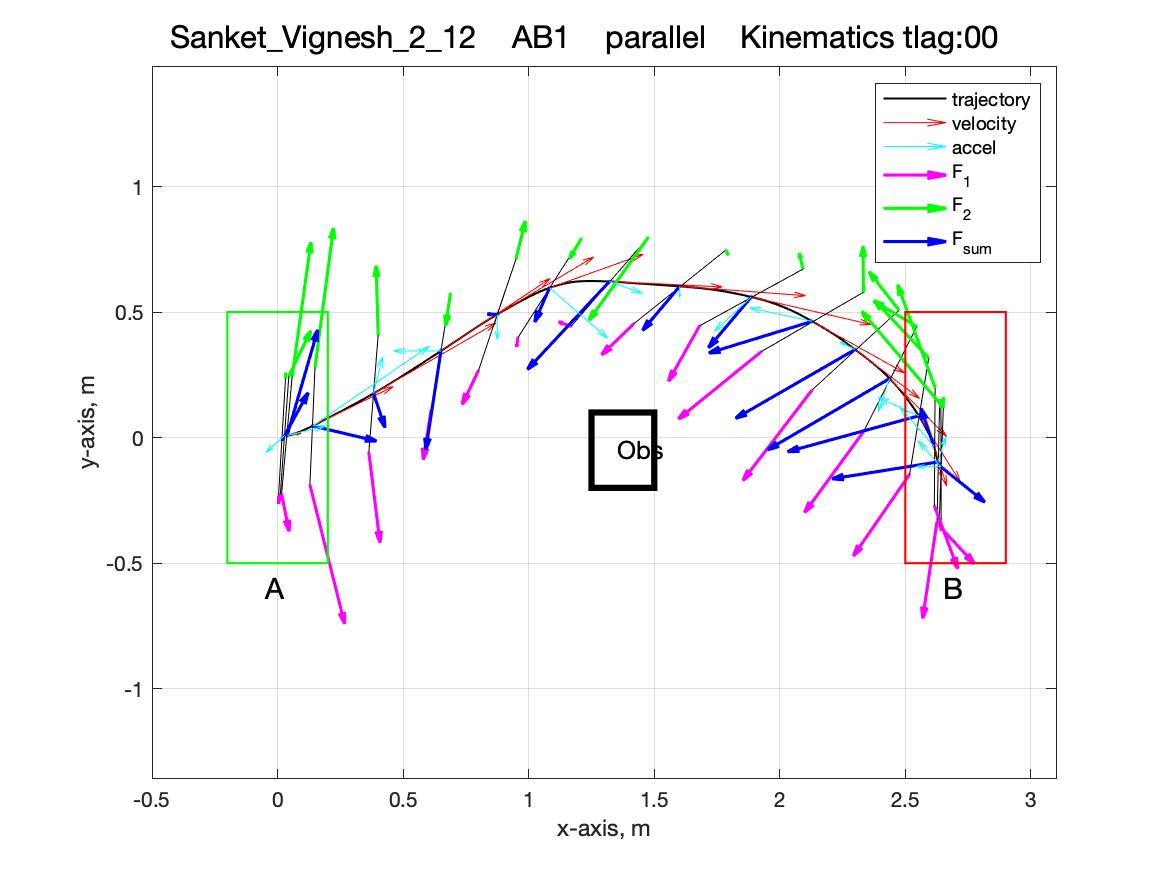 Sanket_Vignesh_2_12 AB1 parallel Kinematics tlag:00
trajectory
velocity
accel
F1
F2
Fsum
1
0.5
0
-0.5
-1
y-axis, m
Obs
A
B
-0.5 0 0.5 1 1.5 2 2.5 3
x-axis, m